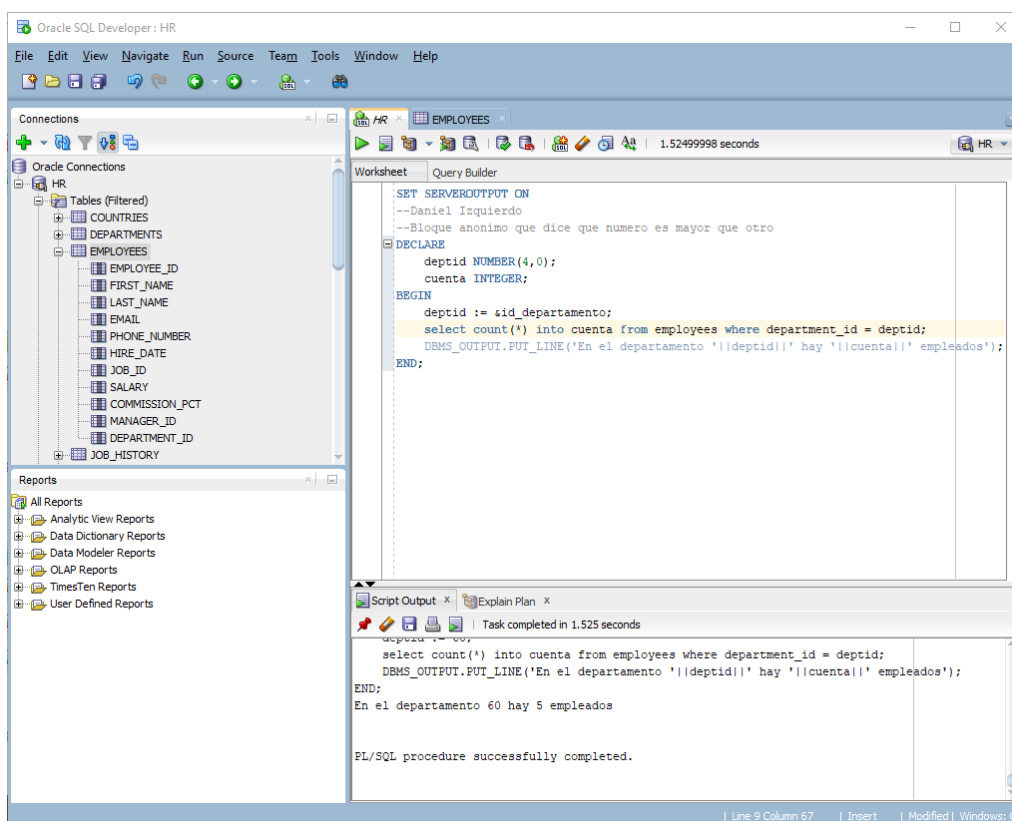 Oracle SQL Developer : HR
File Edit View Navigate Run Source Team Tools Window Help
Connections
Oracle Connections
HR
Tables (Filtered)
COUNTRIES
DEPARTMENTS
EMPLOYEES
EMPLOYEE_ID
FIRST_NAME
LAST_NAME
EMAIL
PHONE_NUMBER
HIRE_DATE
JOB_ID
SALARY
COMMISSION_PCT
MANAGER_ID
DEPARTMENT_ID
JOB_HISTORY
Reports
All Reports
Analytic View Reports
Data Dictionary Reports
Data Modeler Reports
OLAP Reports
TimesTen Reports
User Defined Reports
HR EMPLOYEES
1.52499998 seconds HR
Worksheet Query Builder
SET SERVEROUTPUT ON
--Daniel Izquierdo
--Bloque anonimo que dice que numero es mayor que otro
DECLARE
deptid NUMBER(4,0);
cuenta INTEGER;
BEGIN
deptid := &id_departamento;
select count(*) into cuenta from employees where department_id = deptid;
DBMS_OUTPUT.PUT_LINE('En el departamento '||deptid||' hay '||cuenta||' empleados');
END;
Script Output Explain Plan
Task completed in 1.525 seconds
deptid := 60;
select count(*) into cuenta from employees where department_id = deptid;
DBMS_OUTPUT.PUT_LINE('En el departamento '||deptid||' hay '||cuenta||' empleados');
END;
En el departamento 60 hay 5 empleados
PL/SQL procedure successfully completed.
Line 9 Column 67 | Insert | Modified | Windows: